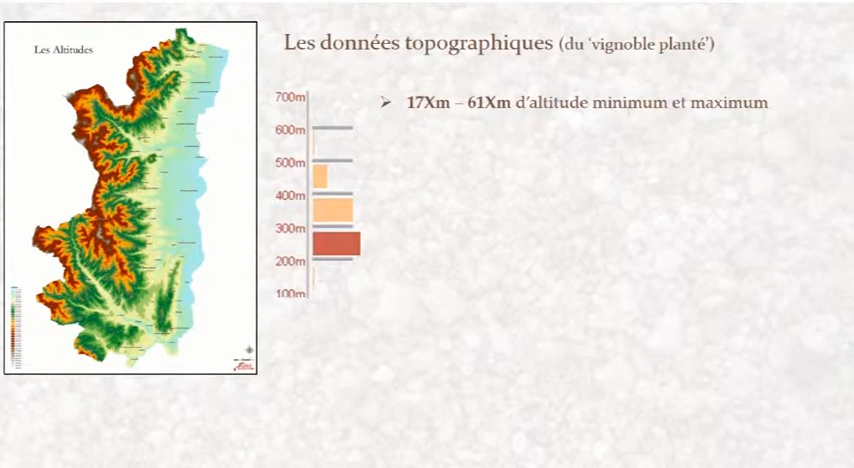 Les Altitudes
Les données topographiques (du ‘vignoble planté’)
➢ 17Xm – 61Xm d’altitude minimum et maximum
700m
600m
500m
400m
300m
200m
100m